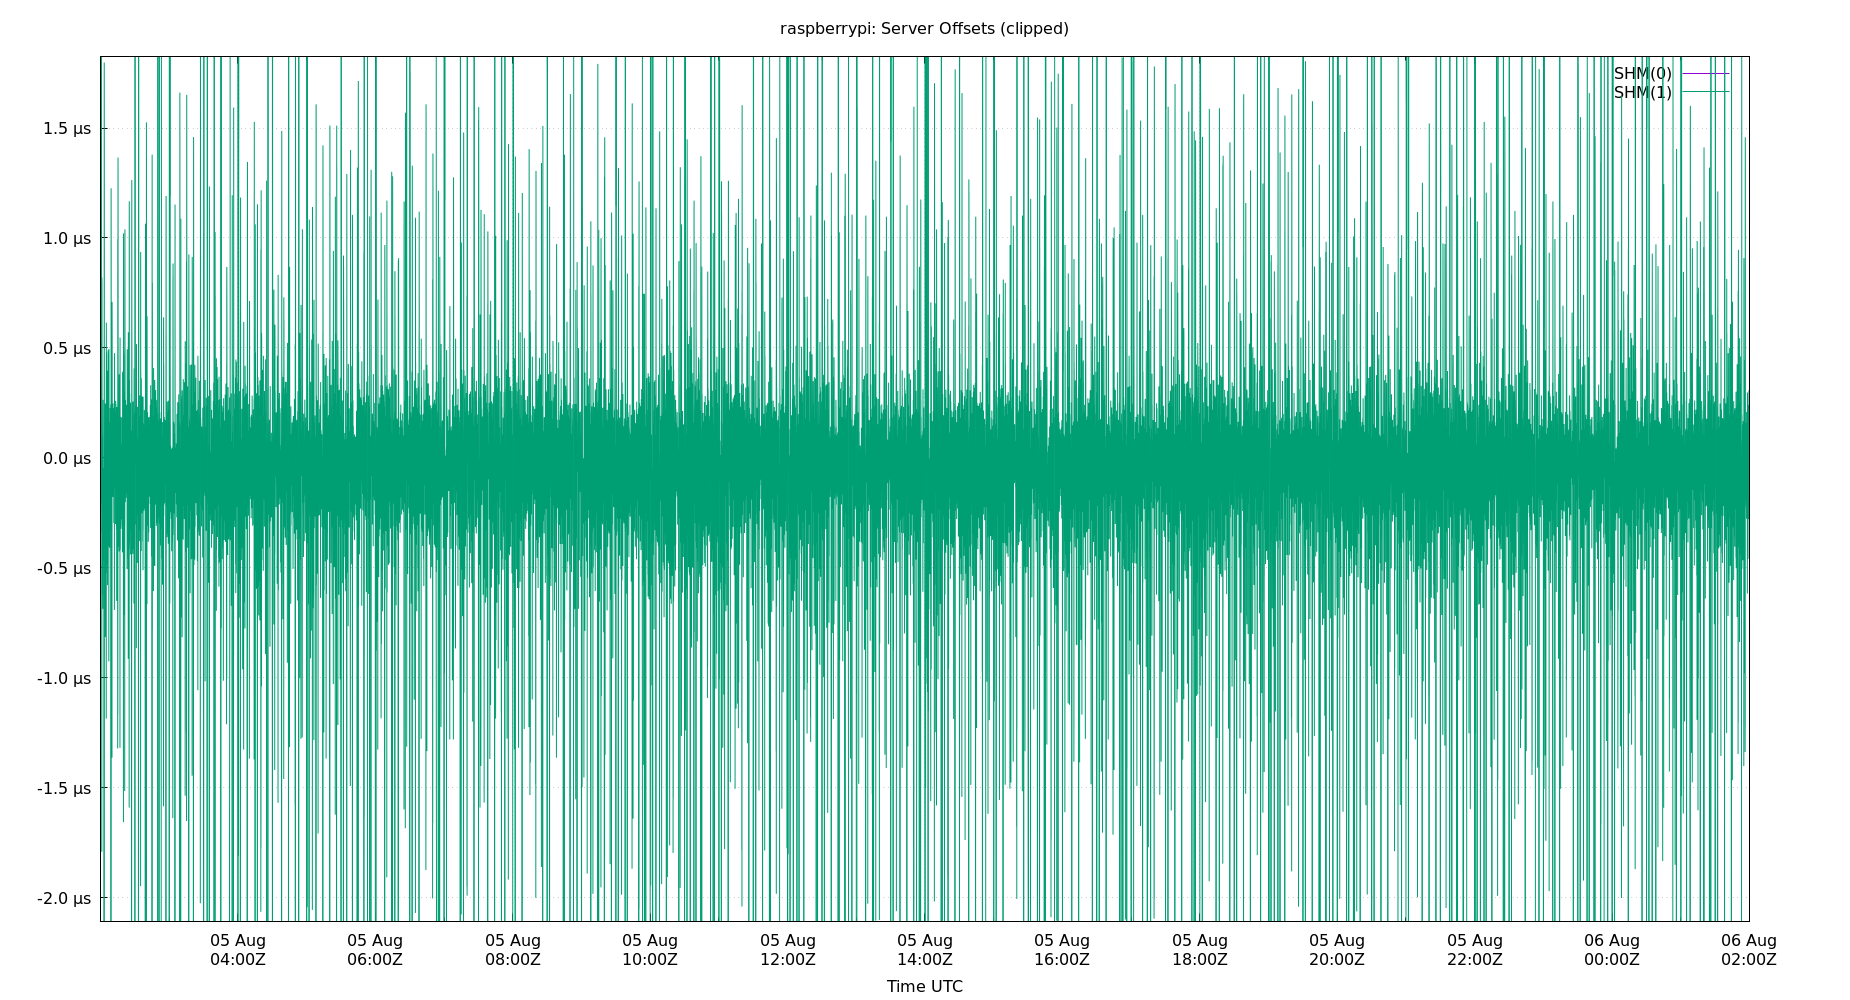 raspberrypi: Server Offsets (clipped)
SHM(0)
SHM(1)
1.5 µs
1.0 µs
0.5 µs
0.0 µs
-0.5 µs
-1.0 µs
-1.5 µs
-2.0 µs
05 Aug 05 Aug 05 Aug 05 Aug 05 Aug 05 Aug 05 Aug 05 Aug 05 Aug 05 Aug 06 Aug 06 Aug
04:00Z 06:00Z 08:00Z 10:00Z 12:00Z 14:00Z 16:00Z 18:00Z 20:00Z 22:00Z 00:00Z 02:00Z
Time UTC